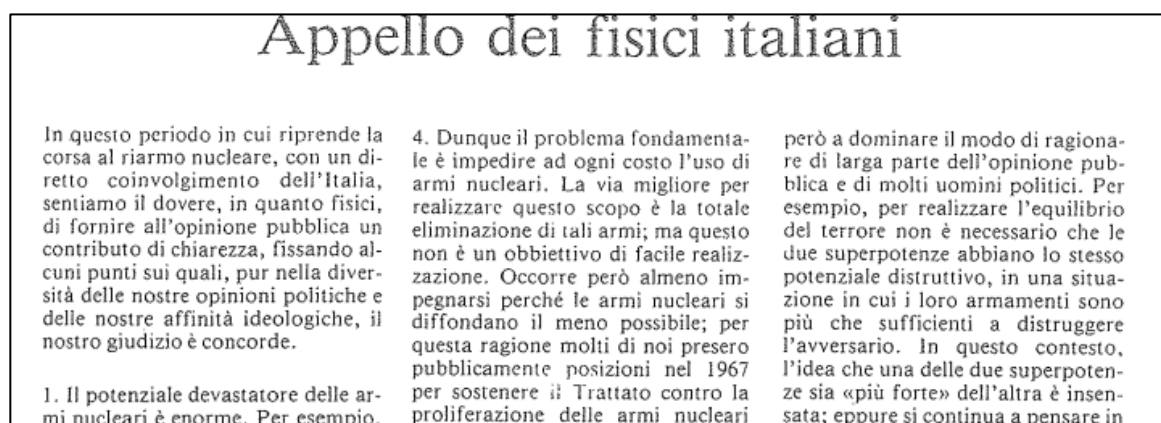 Appello dei fisici italiani
In questo periodo in cui riprende la
corsa al riarmo nucleare, con un di-
retto coinvolgimento dell'Italia,
sentiamo il dovere, in quanto fisici,
di fornire all'opinione pubblica un
contributo di chiarezza, fissando al-
cuni punti sui quali, pur nella diver-
sità delle nostre opinioni politiche e
delle nostre affinità ideologiche, il
nostro giudizio è concorde.
1. Il potenziale devastatore delle ar-
mi nucleari è enorme. Per esempio,
4. Dunque il problema fondamenta-
le è impedire ad ogni costo l'uso di
armi nucleari. La via migliore per
realizzare questo scopo è la totale
eliminazione di tali armi; ma questo
non è un obbiettivo di facile realiz-
zazione. Occorre però almeno im-
pegnarsi perché le armi nucleari si
diffondano il meno possibile; per
questa ragione molti di noi presero
pubblicamente posizioni nel 1967
per sostenere il Trattato contro la
proliferazione delle armi nucleari
però a dominare il modo di ragiona-
re di larga parte dell'opinione pub-
blica e di molti uomini politici. Per
esempio, per realizzare l'equilibrio
del terrore non è necessario che le
due superpotenze abbiano lo stesso
potenziale distruttivo, in una situa-
zione in cui i loro armamenti sono
più che sufficienti a distruggere
l'avversario. In questo contesto,
l'idea che una delle due superpoten-
ze sia «più forte» dell'altra è insen-
sata; eppure si continua a pensare in